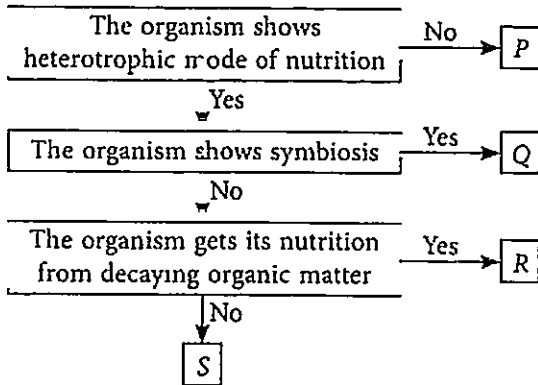 The organism shows
heterotrophic mode of nutrition
No
P
Yes
The organism shows symbiosis
Yes
Q
No
The organism gets its nutrition
from decaying organic matter
Yes
R
No
S